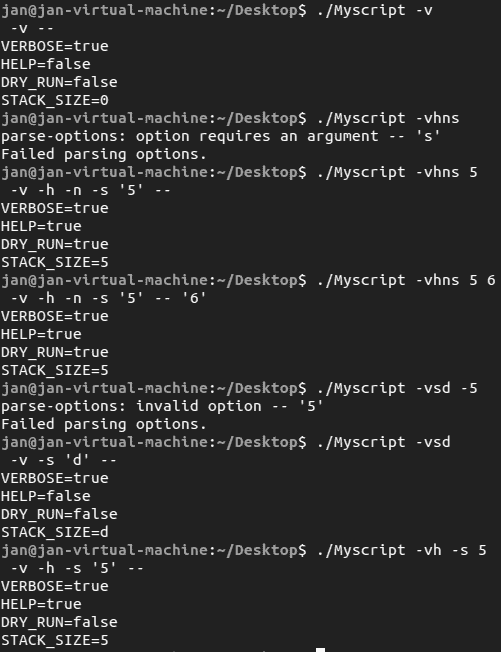 jan@jan-virtual-machine:~/Desktop$ ./Myscript -v
 -v --
VERBOSE=true
HELP=false
DRY_RUN=false
STACK_SIZE=0
jan@jan-virtual-machine:~/Desktop$ ./Myscript -vhns
parse-options: option requires an argument -- 's'
Failed parsing options.
jan@jan-virtual-machine:~/Desktop$ ./Myscript -vhns 5
 -v -h -n -s '5' --
VERBOSE=true
HELP=true
DRY_RUN=true
STACK_SIZE=5
jan@jan-virtual-machine:~/Desktop$ ./Myscript -vhns 5 6
 -v -h -n -s '5' -- '6'
VERBOSE=true
HELP=true
DRY_RUN=true
STACK_SIZE=5
jan@jan-virtual-machine:~/Desktop$ ./Myscript -vsd -5
parse-options: invalid option -- '5'
Failed parsing options.
jan@jan-virtual-machine:~/Desktop$ ./Myscript -vsd
 -v -s 'd' --
VERBOSE=true
HELP=false
DRY_RUN=false
STACK_SIZE=d
jan@jan-virtual-machine:~/Desktop$ ./Myscript -vh -s 5
 -v -h -s '5' --
VERBOSE=true
HELP=true
DRY_RUN=false
STACK_SIZE=5